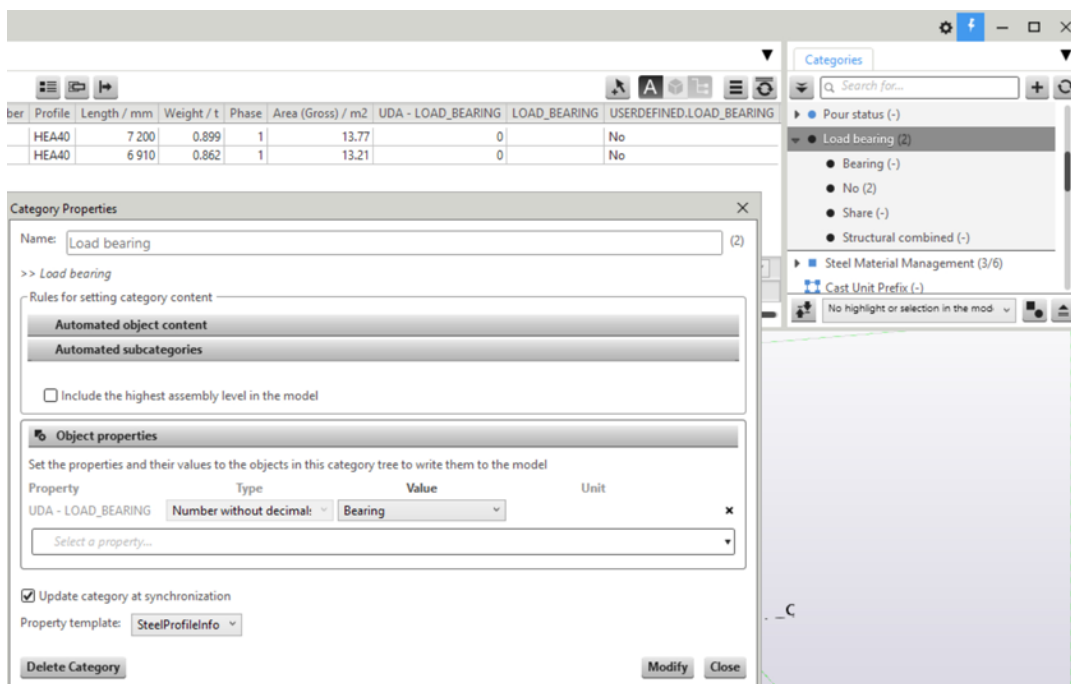 Categories
Search for...
ber Profile Length / mm Weight / t Phase Area (Gross) / m2 UDA - LOAD_BEARING LOAD_BEARING USERDEFINED.LOAD_BEARING
HEA40 7 200 0.899 1 13.77 0 No
HEA40 6 910 0.862 1 13.21 0 No
Pour status (-)
Load bearing (2)
Bearing (-)
No (2)
Share (-)
Structural combined (-)
Steel Material Management (3/6)
Cast Unit Prefix (-)
No highlight or selection in the mod
Category Properties
Name: Load bearing (2)
>> Load bearing
Rules for setting category content
Automated object content
Automated subcategories
Include the highest assembly level in the model
Object properties
Set the properties and their values to the objects in this category tree to write them to the model
Property Type Value Unit
UDA - LOAD_BEARING Number without decimal: Bearing
Select a property...
Update category at synchronization
Property template: SteelProfileInfo
Delete Category Modify Close